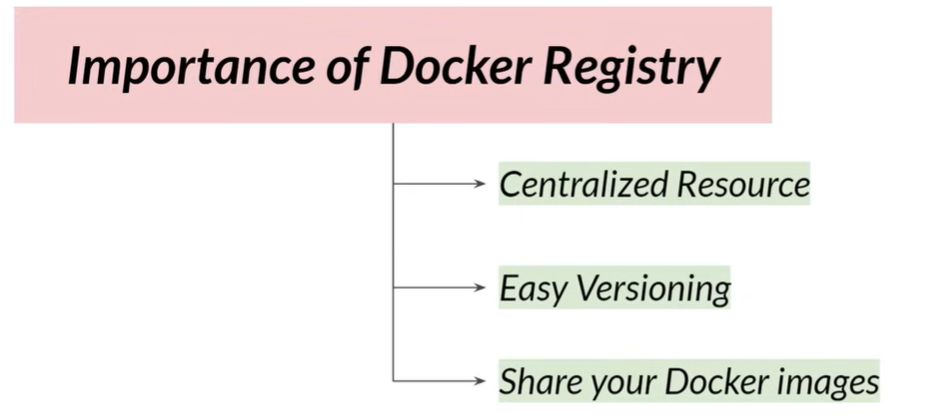 Importance of Docker Registry
Centralized Resource
Easy Versioning
Share your Docker images